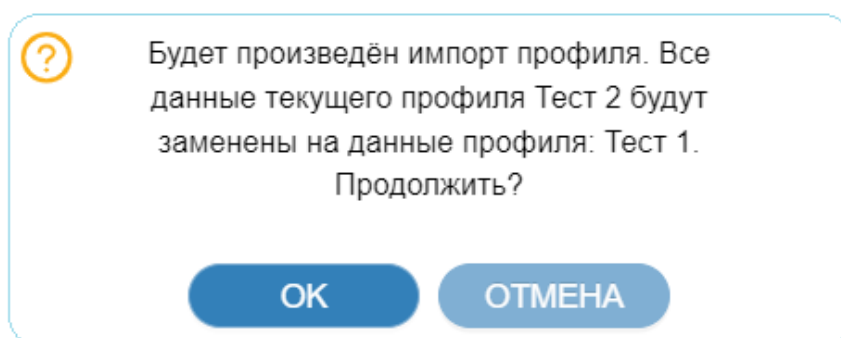 Будет произведён импорт профиля. Все
данные текущего профиля Тест 2 будут
заменены на данные профиля: Тест 1.
Продолжить?
ОК ОТМЕНА